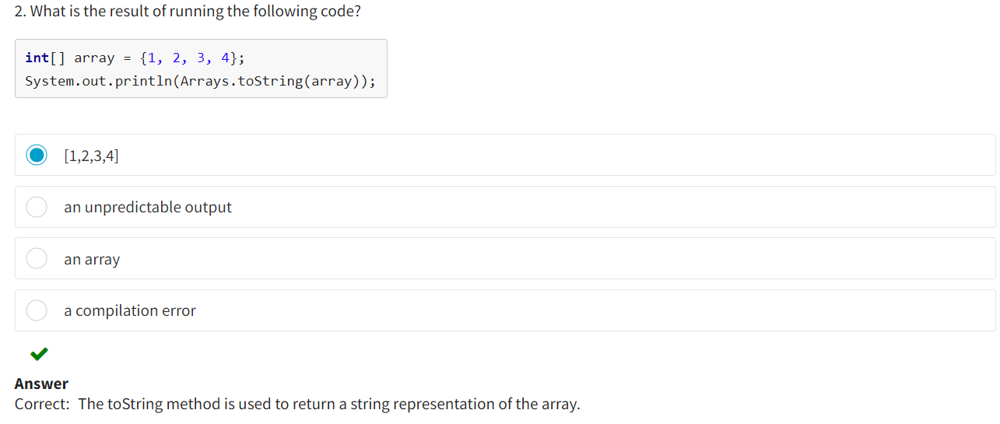 2. What is the result of running the following code?
int[] array = {1, 2, 3, 4};
System.out.println(Arrays.toString(array));
[1,2,3,4]
an unpredictable output
an array
a compilation error
Answer
Correct: The toString method is used to return a string representation of the array.